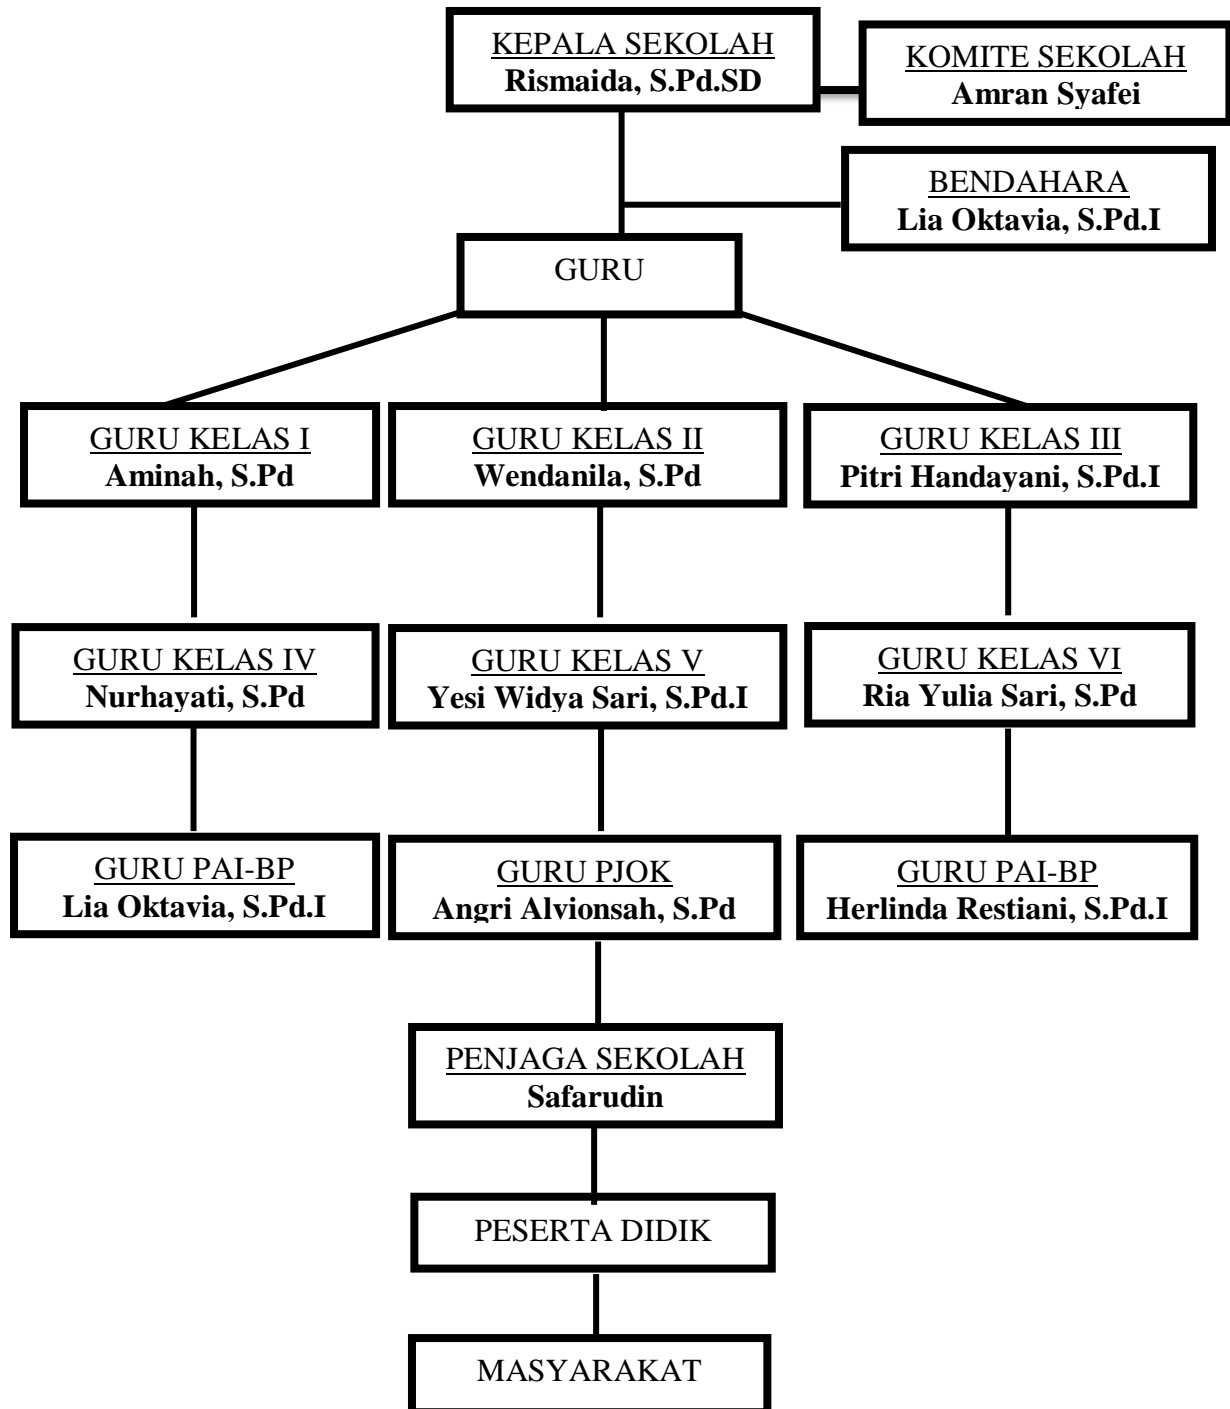 KEPALA SEKOLAH
Rismaida, S.Pd.SD
KOMITE SEKOLAH
Amran Syafei
BENDAHARA
Lia Oktavia, S.Pd.I
GURU
GURU KELAS I
Aminah, S.Pd
GURU KELAS II
Wendanila, S.Pd
GURU KELAS III
Pitri Handayani, S.Pd.I
GURU KELAS IV
Nurhayati, S.Pd
GURU KELAS V
Yesi Widya Sari, S.Pd.I
GURU KELAS VI
Ria Yulia Sari, S.Pd
GURU PAI-BP
Lia Oktavia, S.Pd.I
GURU PJOK
Angri Alvionsah, S.Pd
GURU PAI-BP
Herlinda Restiani, S.Pd.I
PENJAGA SEKOLAH
Safarudin
PESERTA DIDIK
MASYARAKAT